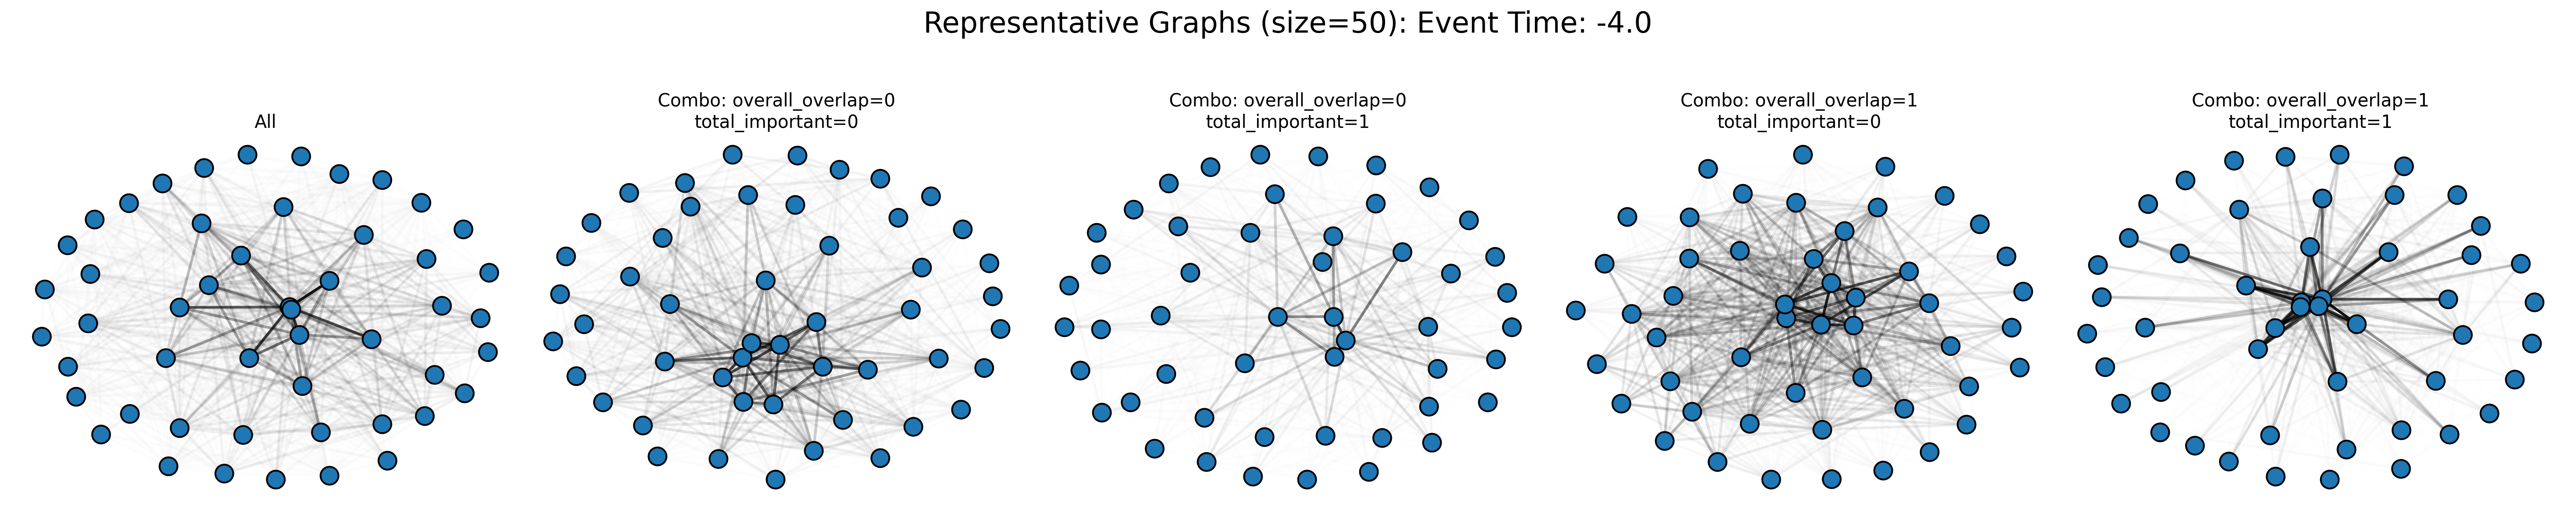 Representative Graphs (size=50): Event Time: -4.0
All
Combo: overall_overlap=0
total_important=0
Combo: overall_overlap=0
total_important=1
Combo: overall_overlap=1
total_important=0
Combo: overall_overlap=1
total_important=1